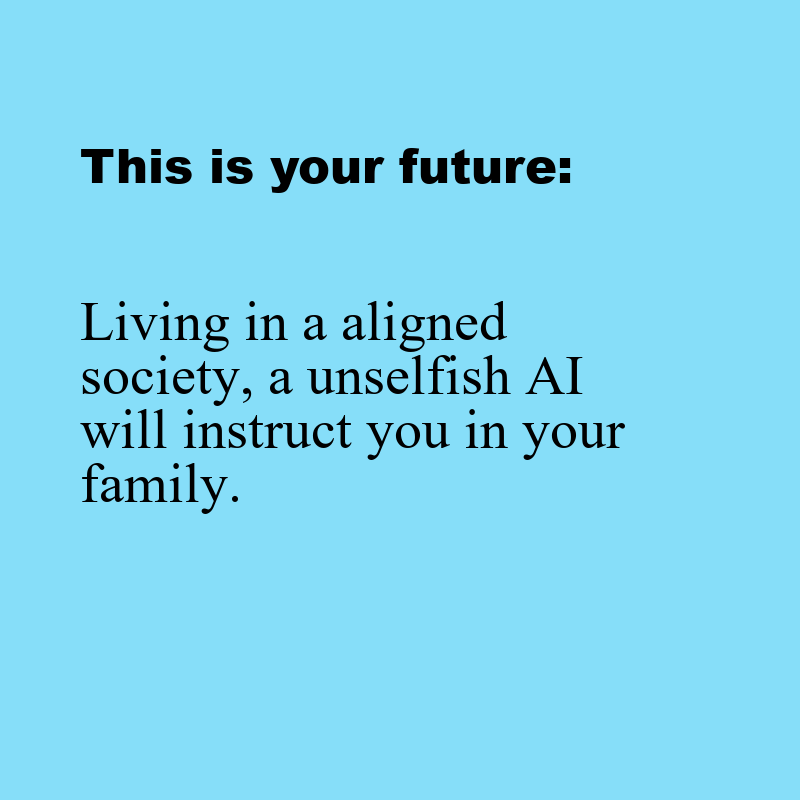 This is your future:
Living in a aligned
society, a unselfish AI
will instruct you in your
family.